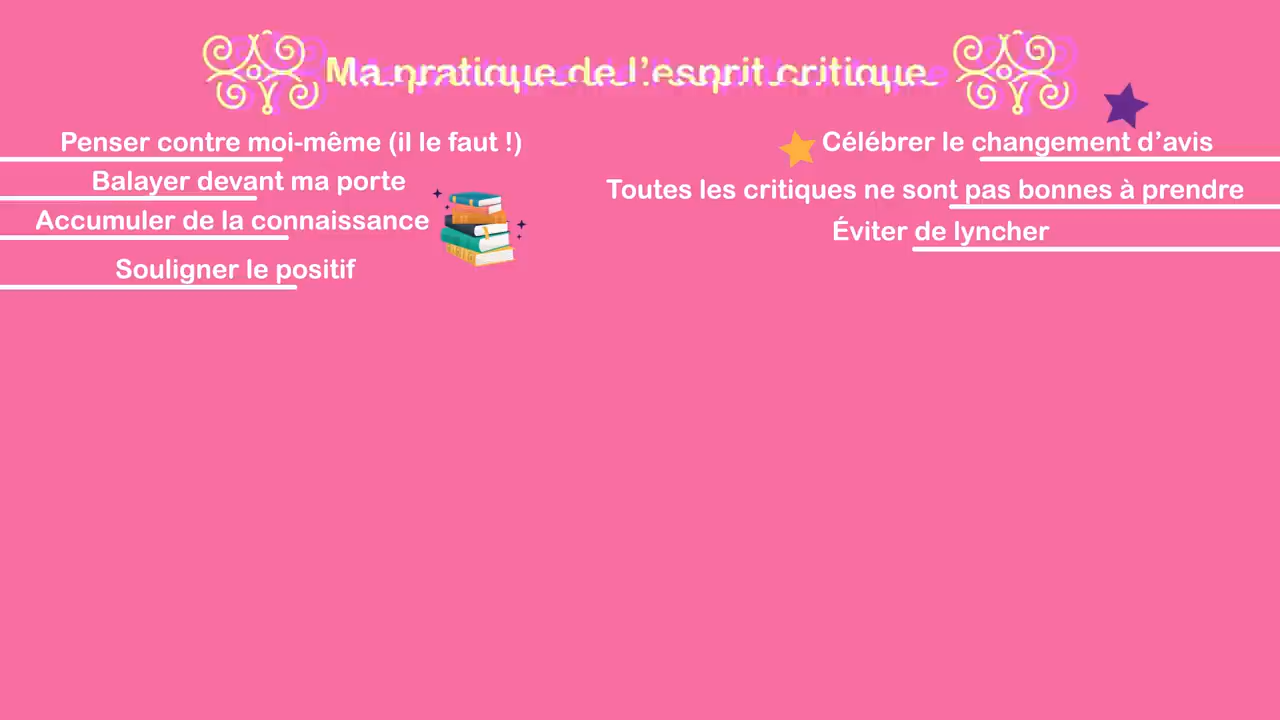 Ma pratique de l’esprit critique
Penser contre moi-même (il le faut !)
Balayer devant ma porte
Accumuler de la connaissance
Souligner le positif
Célébrer le changement d’avis
Toutes les critiques ne sont pas bonnes à prendre
Éviter de lyncher